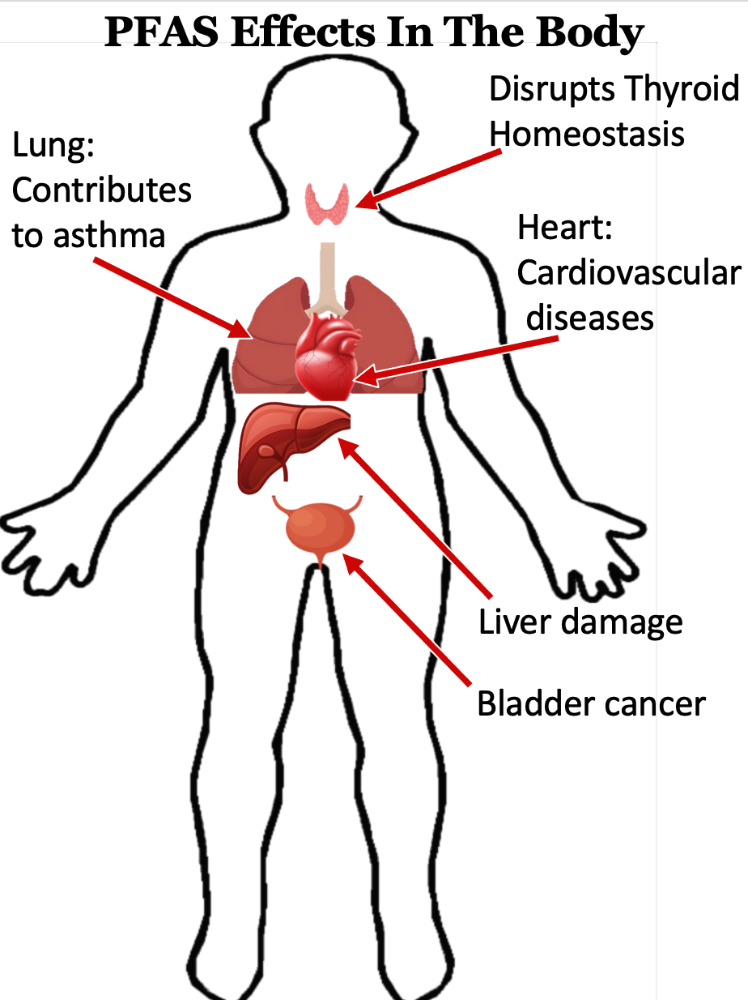 PFAS Effects In The Body
Disrupts Thyroid
Homeostasis
Lung:
Contributes
to asthma
Heart:
Cardiovascular
diseases
Liver damage
Bladder cancer